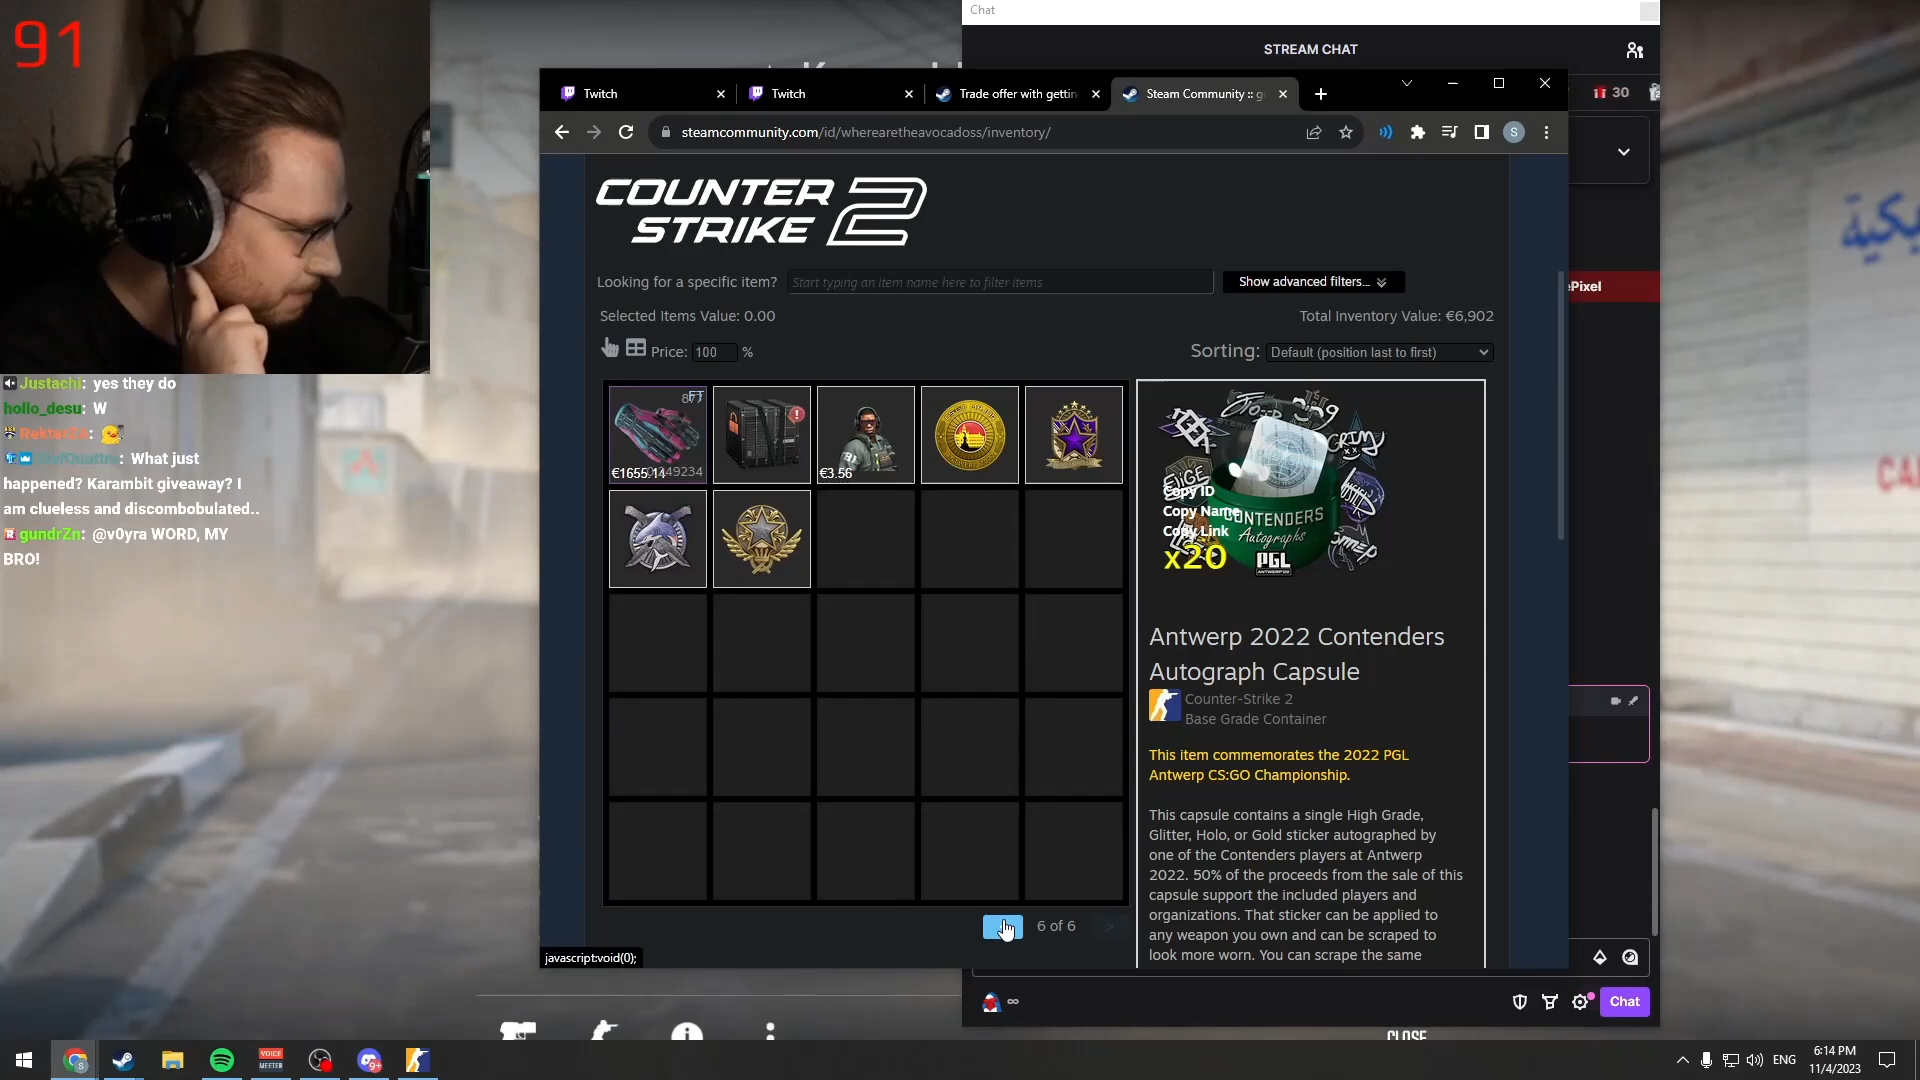 91
Chat
STREAM CHAT
30
Twitch
Twitch
Trade offer with gettin
Steam Community :: g
steamcommunity.com/id/wherearetheavocadoss/inventory/
S
COUNTER
STRIKE 2
ePixel
Looking for a specific item?
Start typing an item name here to filter items
Show advanced filters...
Selected Items Value: 0.00
Total Inventory Value: €6,902
Price: 100 %
Sorting: Default (position last to first)
FT
€1655.14
€3.56
Justachi: yes they do
hollo_desu: W
What just
happened? Karambit giveaway? I
am clueless and discombobulated..
gundrZn: @v0yra WORD, MY
BRO!
Copy ID
Copy Name
Copy Link
x20
CONTENDERS
Autographs
PGL
Antwerp 2022 Contenders
Autograph Capsule
Counter-Strike 2
Base Grade Container
This item commemorates the 2022 PGL
Antwerp CS:GO Championship.
This capsule contains a single High Grade,
Glitter, Holo, or Gold sticker autographed by
one of the Contenders players at Antwerp
2022. 50% of the proceeds from the sale of this
capsule support the included players and
organizations. That sticker can be applied to
any weapon you own and can be scraped to
look more worn. You can scrape the same
6 of 6 >
javascript:void(0);
∞
Chat
CLOSE
VOICE
MEETER
9+
ENG
6:14 PM
11/4/2023